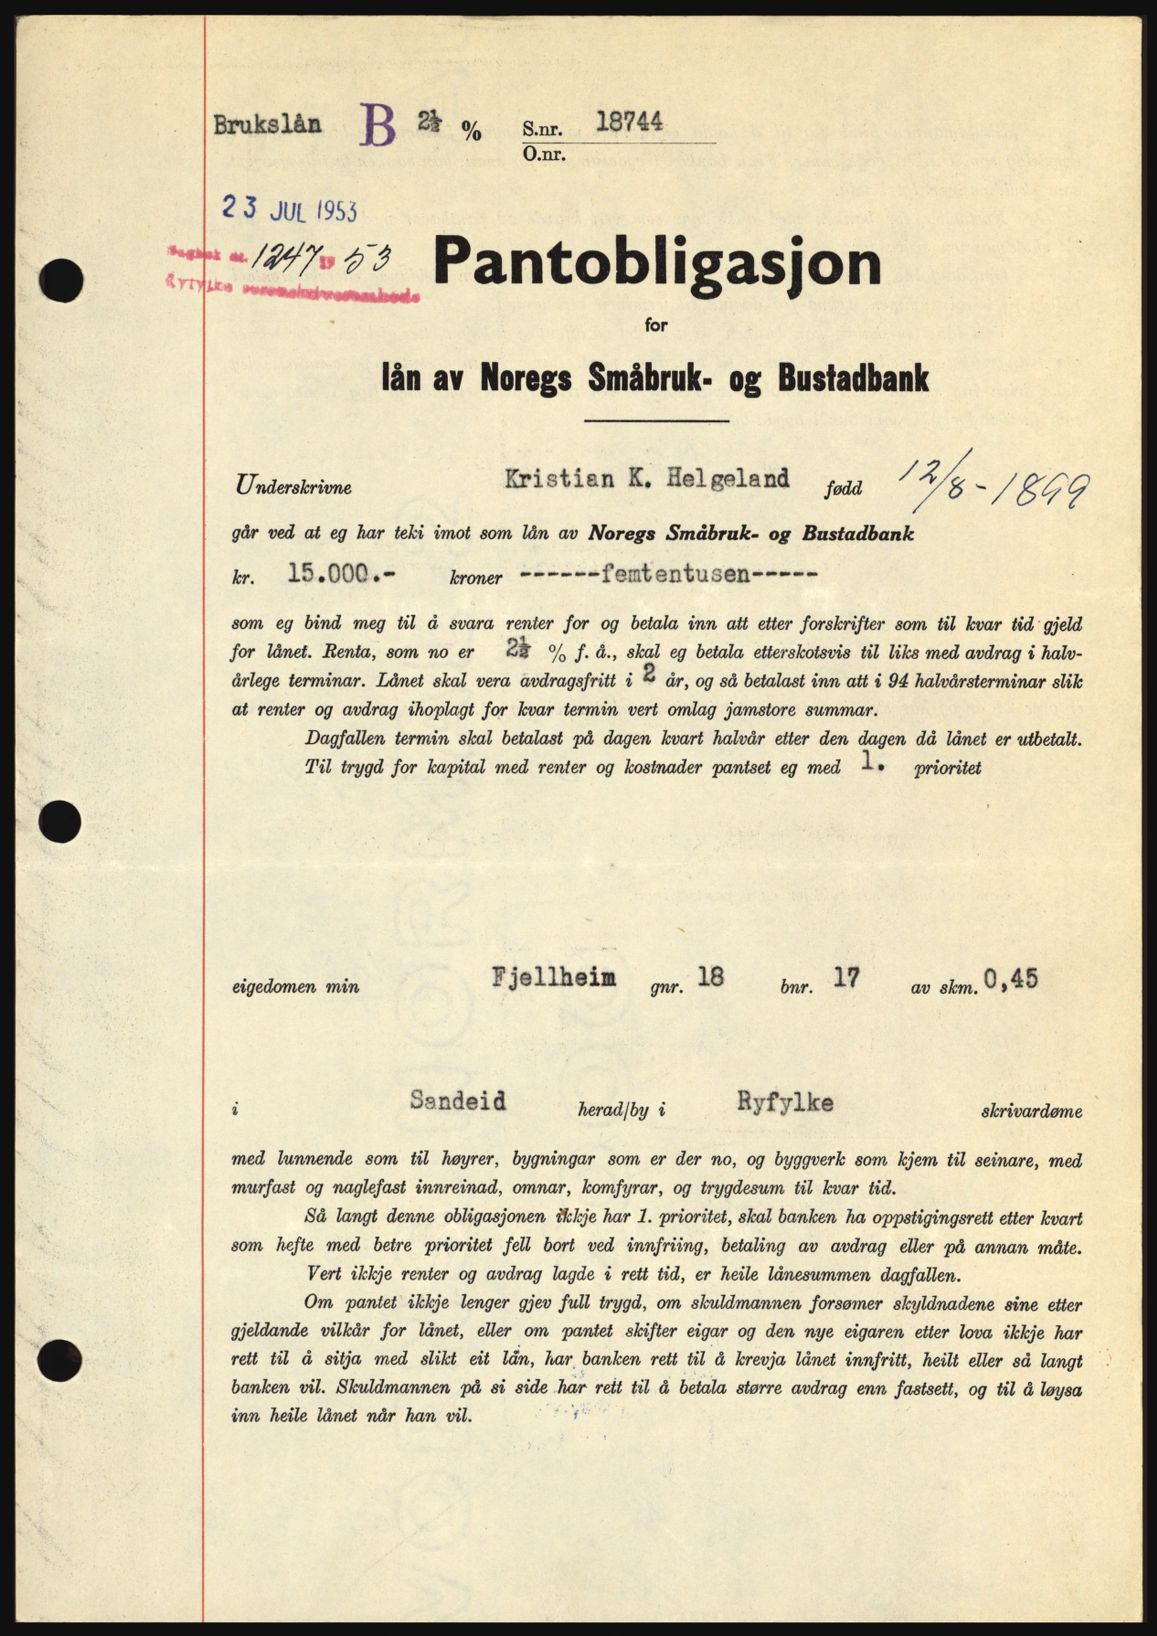 Brukslån B 2½ % S.nr. 18744
O.nr.
23 JUL 1953
Dagbok nr. 1247 19 53
Ryfylke sorenskriverembede
Pantobligasjon
for
lån av Noregs Småbruk- og Bustadbank
Underskrivne Kristian K. Helgeland fødd 12/8-1899
går ved at eg har teki imot som lån av Noregs Småbruk- og Bustadbank
kr. 15.000.- kroner ------femtentusen-----
som eg bind meg til å svara renter for og betala inn att etter forskrifter som til kvar tid gjeld
for lånet. Renta, som no er 2½ % f. å., skal eg betala etterskotsvis til liks med avdrag i halv-
årlege terminar. Lånet skal vera avdragsfritt i 2 år, og så betalast inn att i 94 halvårsterminar slik
at renter og avdrag ihoplagt for kvar termin vert omlag jamstore summar.
Dagfallen termin skal betalast på dagen kvart halvår etter den dagen då lånet er utbetalt.
Til trygd for kapital med renter og kostnader pantset eg med 1. prioritet
eigedomen min Fjellheim gnr. 18 bnr. 17 av skm. 0,45
i Sandeid herad/by i Ryfylke skrivardøme
med lunnende som til høyrer, bygningar som er der no, og byggverk som kjem til seinare, med
murfast og naglefast innreinad, omnar, komfyrar, og trygdesum til kvar tid.
Så langt denne obligasjonen ikkje har 1. prioritet, skal banken ha oppstigingsrett etter kvart
som hefte med betre prioritet fell bort ved innfriing, betaling av avdrag eller på annan måte.
Vert ikkje renter og avdrag lagde i rett tid, er heile lånesummen dagfallen.
Om pantet ikkje lenger gjev full trygd, om skuldmannen forsømer skyldnadene sine etter
gjeldande vilkår for lånet, eller om pantet skifter eigar og den nye eigaren etter lova ikkje har
rett til å sitja med slikt eit lån, har banken rett til å krevja lånet innfritt, heilt eller så langt
banken vil. Skuldmannen på si side har rett til å betala større avdrag enn fastsett, og til å løysa
inn heile lånet når han vil.